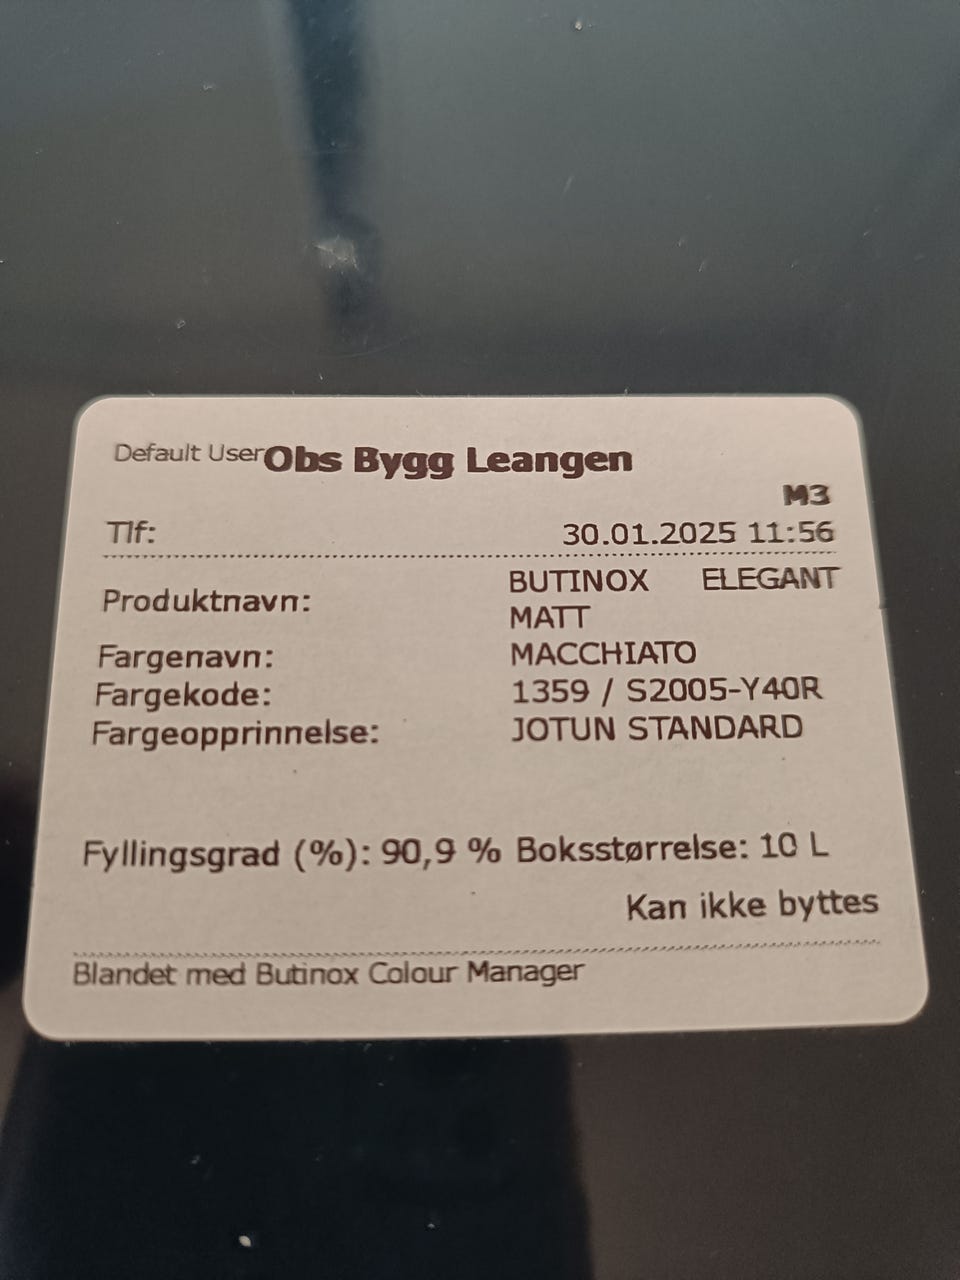 Default User Obs Bygg Leangen
M3
Tlf: 30.01.2025 11:56
Produktnavn: BUTINOX ELEGANT
MATT
Fargenavn: MACCHIATO
Fargekode: 1359 / S2005-Y40R
Fargeopprinnelse: JOTUN STANDARD
Fyllingsgrad (%): 90,9 % Boksstørrelse: 10 L
Kan ikke byttes
Blandet med Butinox Colour Manager